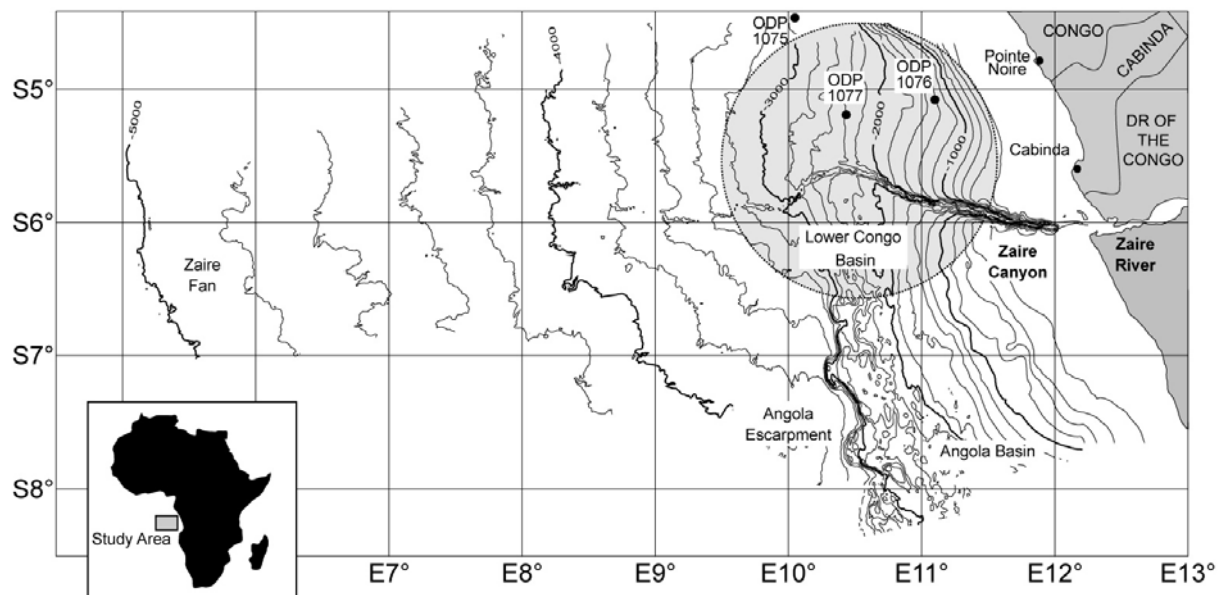 ODP
1075
CONGO
Pointe
Noire
CABINDA
ODP
1076
ODP
1077
S5°
-5000
-4000
-3000
-2000
-1000
DR OF
THE
CONGO
Cabinda
S6°
Zaire
Fan
Lower Congo
Basin
Zaire
Canyon
Zaire
River
S7°
Angola
Escarpment
Angola Basin
S8°
Study Area
E7°
E8°
E9°
E10°
E11°
E12°
E13°